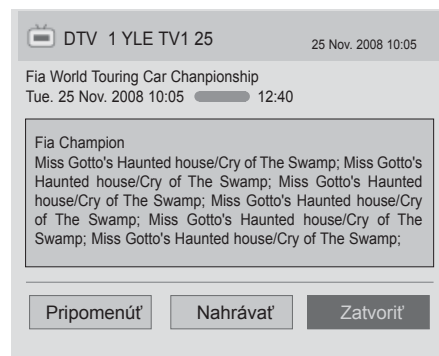 DTV 1 YLE TV1 25 25 Nov. 2008 10:05
Fia World Touring Car Chanpionship
Tue. 25 Nov. 2008 10:05 12:40
Fia Champion
Miss Gotto's Haunted house/Cry of The Swamp; Miss Gotto's
Haunted house/Cry of The Swamp; Miss Gotto's Haunted
house/Cry of The Swamp; Miss Gotto's Haunted house/Cry
of The Swamp; Miss Gotto's Haunted house/Cry of The
Swamp; Miss Gotto's Haunted house/Cry of The Swamp;
Pripomenúť Nahrávať Zatvoriť